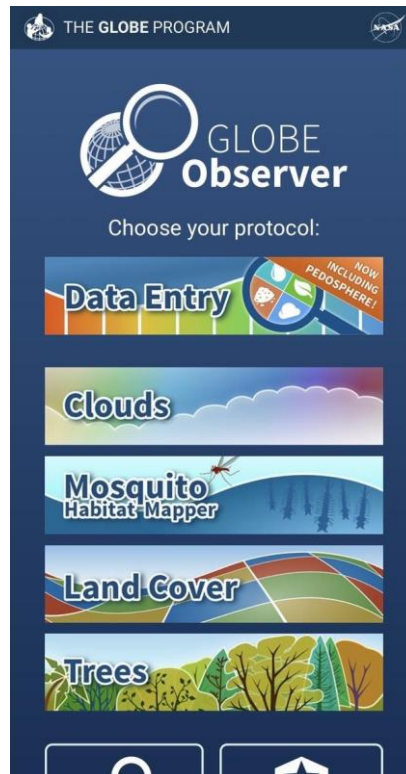 THE GLOBE PROGRAM
NASA
GLOBE
Observer
Choose your protocol:
Data Entry
NOW
INCLUDING
PEDOSPHERE!
Clouds
Mosquito
Habitat Mapper
Land Cover
Trees